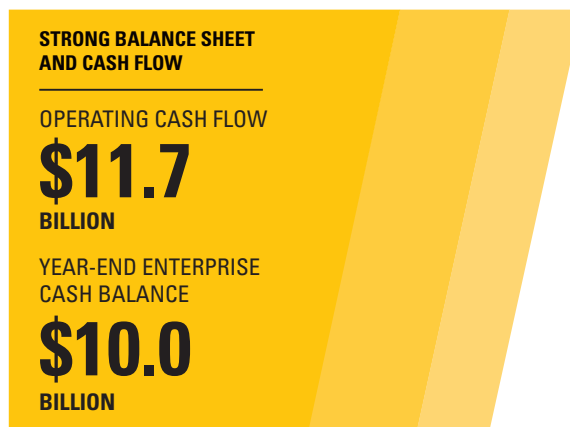 STRONG BALANCE SHEET
AND CASH FLOW
OPERATING CASH FLOW
$11.7
BILLION
YEAR-END ENTERPRISE
CASH BALANCE
$10.0
BILLION